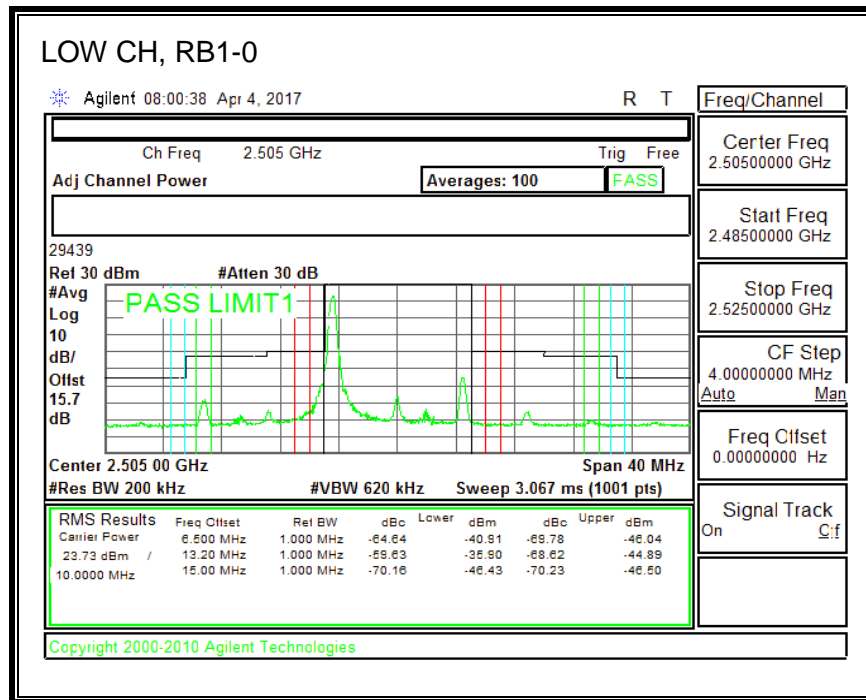 LOW CH, RB1-0
Agilent 08:00:38 Apr 4, 2017 R T
Freq/Channel
Ch Freq 2.505 GHz Trig Free
Adj Channel Power Averages: 100 PASS
29439
Ref 30 dBm #Atten 30 dB
#Avg
Log
10
dB/
Offst
15.7
dB
PASS LIMIT1
Center 2.505 00 GHz Span 40 MHz
#Res BW 200 kHz #VBW 620 kHz Sweep 3.067 ms (1001 pts)
RMS Results Freq Offset Ref BW dBc Lower dBm dBc Upper dBm
Carrier Power 6.500 MHz 1.000 MHz -64.64 -40.91 -69.78 -46.04
23.73 dBm / 13.20 MHz 1.000 MHz -59.63 -35.90 -68.62 -44.89
10.0000 MHz 15.00 MHz 1.000 MHz -70.16 -46.43 -70.23 -46.50
Center Freq
2.50500000 GHz
Start Freq
2.48500000 GHz
Stop Freq
2.52500000 GHz
CF Step
4.00000000 MHz
Auto Man
Freq Offset
0.00000000 Hz
Signal Track
On Off
Copyright 2000-2010 Agilent Technologies